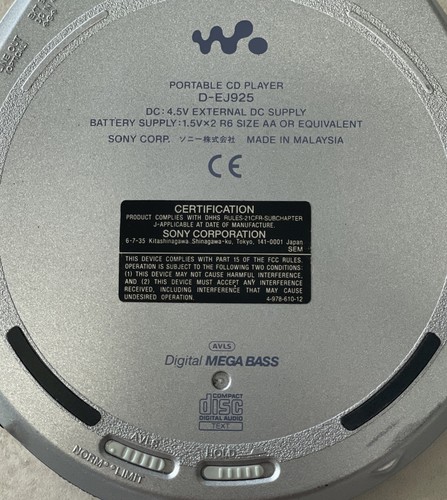 PORTABLE CD PLAYER
D-EJ925
DC: 4.5V EXTERNAL DC SUPPLY
BATTERY SUPPLY:1.5V×2 R6 SIZE AA OR EQUIVALENT
SONY CORP. ソニー株式会社 MADE IN MALAYSIA
CE
CERTIFICATION
PRODUCT COMPLIES WITH DHHS RULES-21CFR-SUBCHAPTER
J-APPLICABLE AT DATE OF MANUFACTURE.
SONY CORPORATION
6-7-35 Kitashinagawa,Shinagawa-ku, Tokyo, 141-0001 Japan
SEM
THIS DEVICE COMPLIES WITH PART 15 OF THE FCC RULES.
OPERATION IS SUBJECT TO THE FOLLOWING TWO CONDITIONS:
(1) THIS DEVICE MAY NOT CAUSE HARMFUL INTERFERENCE,
AND (2) THIS DEVICE MUST ACCEPT ANY INTERFERENCE
RECEIVED, INCLUDING INTERFERENCE THAT MAY CAUSE
UNDESIRED OPERATION. 4-978-610-12
AVLS
Digital MEGA BASS
COMPACT
disc
DIGITAL AUDIO
TEXT
AVLS
NORM LIMIT
HOLD